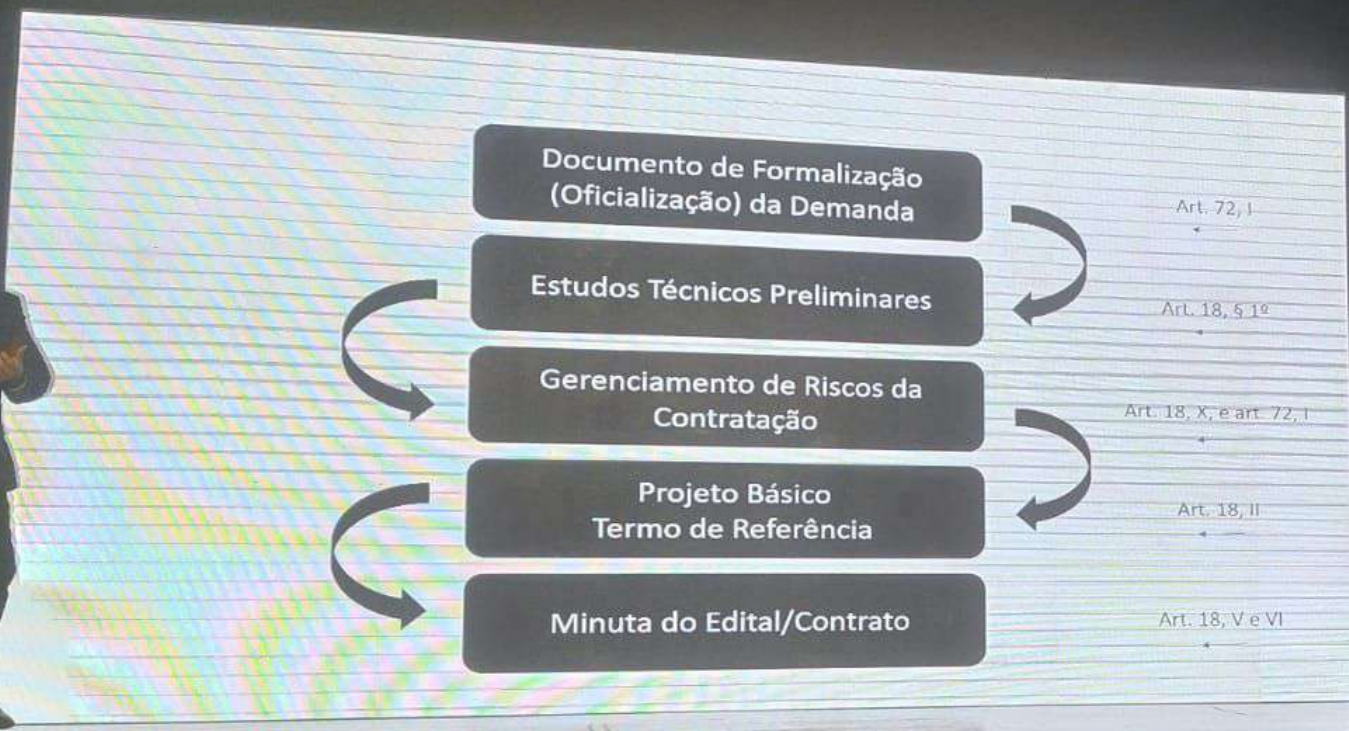 Documento de Formalização
(Oficialização) da Demanda
Art. 72, I
Estudos Técnicos Preliminares
Art. 18, § 1º
Gerenciamento de Riscos da
Contratação
Art. 18, X, e art. 72, I
Projeto Básico
Termo de Referência
Art. 18, II
Minuta do Edital/Contrato
Art. 18, V e VI